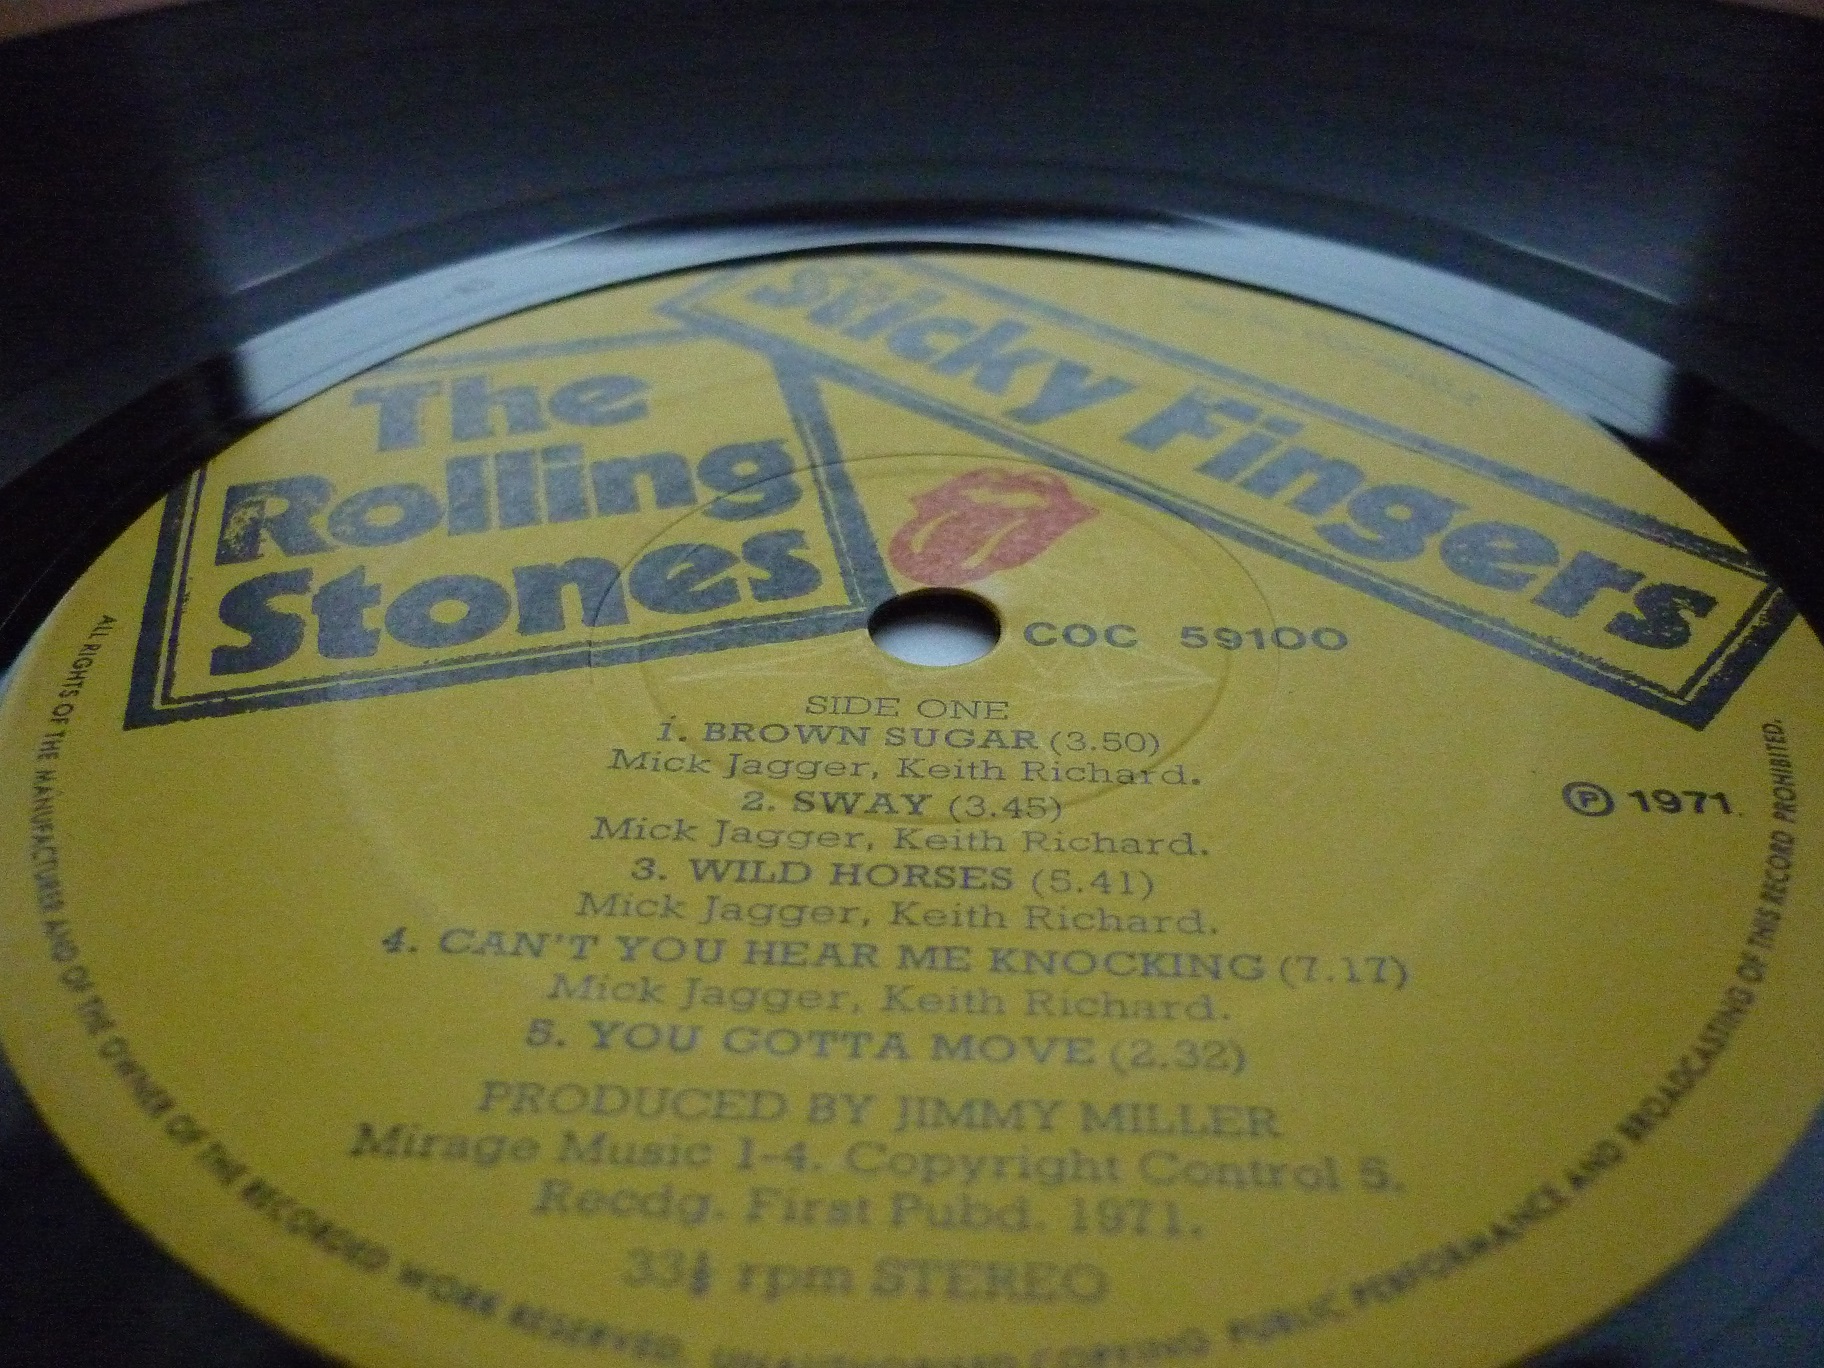 The
Rolling
Stones
Sticky Fingers
COC 59100
SIDE ONE
1. BROWN SUGAR (3.50)
Mick Jagger, Keith Richard.
2. SWAY (3.45)
Mick Jagger, Keith Richard.
3. WILD HORSES (5.41)
Mick Jagger, Keith Richard.
4. CAN'T YOU HEAR ME KNOCKING (7.17)
Mick Jagger, Keith Richard.
5. YOU GOTTA MOVE (2.32)
PRODUCED BY JIMMY MILLER
Mirage Music 1-4. Copyright Control 5.
Recdg. First Pubd. 1971.
33⅓ rpm STEREO
Ⓟ 1971.
ALL RIGHTS OF THE MANUFACTURER AND OF THE OWNER OF THE RECORDED WORK RESERVED PUBLIC PERFORMANCE AND BROADCASTING OF THIS RECORD PROHIBITED.